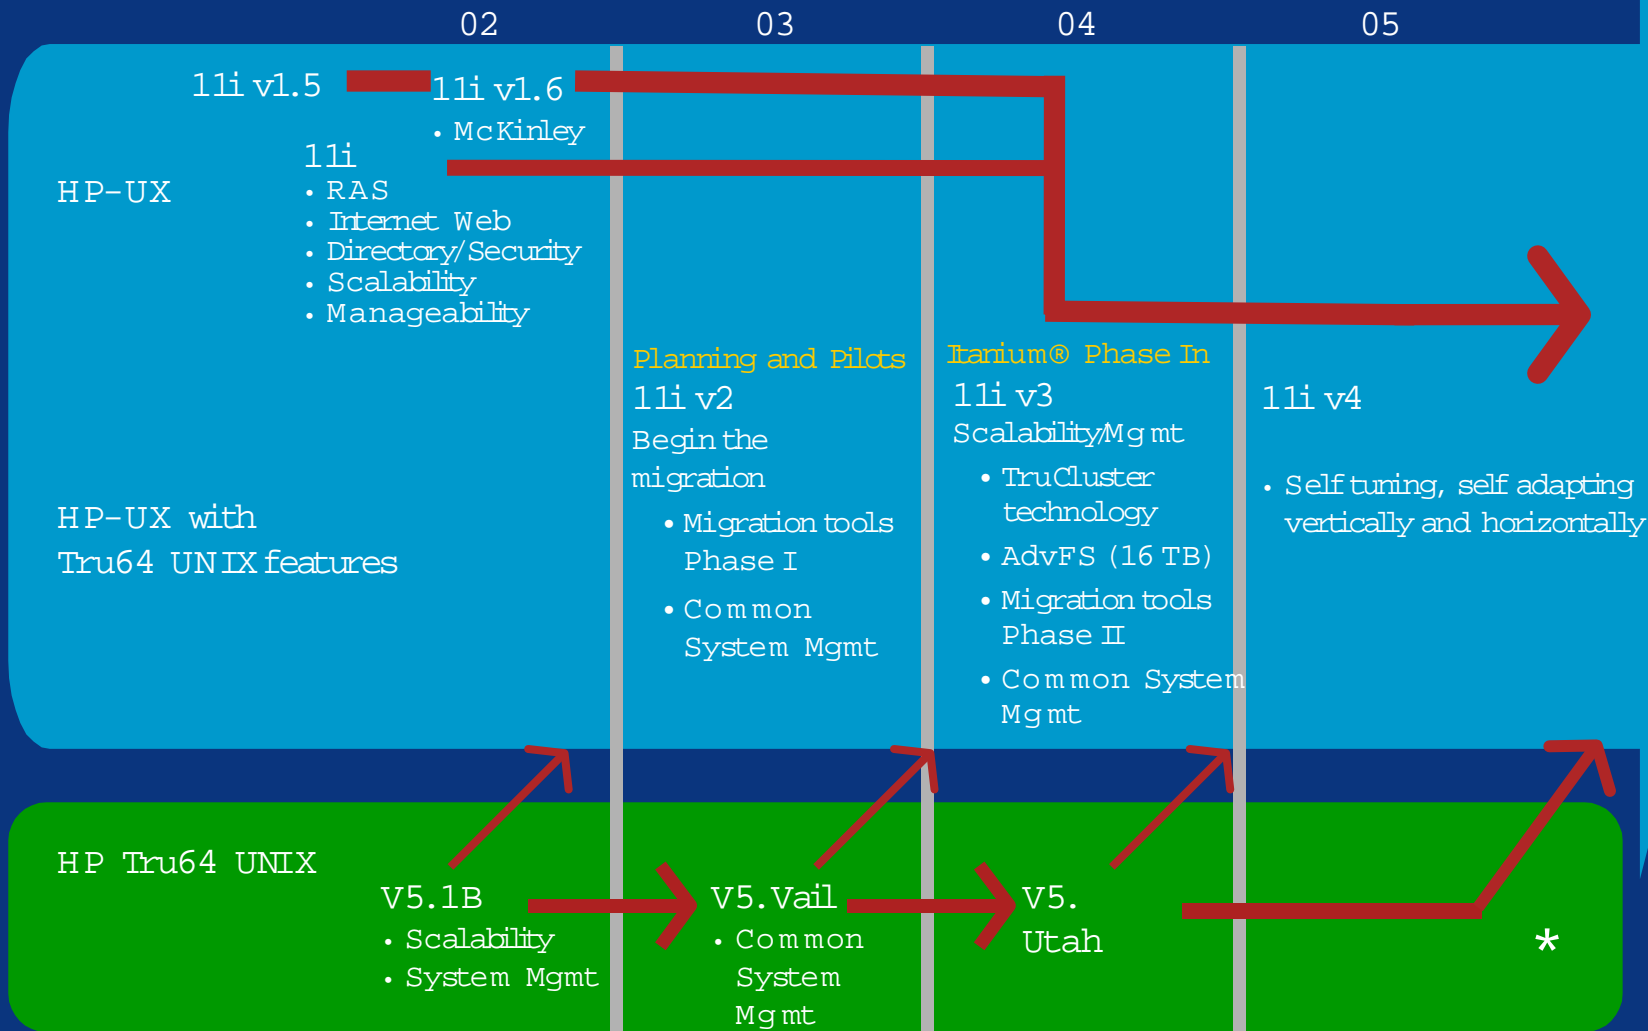 02
03
04
05
11i v1.5
11i v1.6
• McKinley
11i
HP-UX
• RAS
• Internet Web
• Directory/Security
• Scalability
• Manageability
Planning and Pilots
11i v2
Begin the
migration
• Migration tools
Phase I
• Common
System Mgmt
Itanium® Phase In
11i v3
Scalability/Mgmt
• TruCluster
technology
• AdvFS (16 TB)
• Migration tools
Phase II
• Common System
Mgmt
11i v4
• Self tuning, self adapting
vertically and horizontally
HP-UX with
Tru64 UNIX features
HP Tru64 UNIX
V5.1B
• Scalability
• System Mgmt
V5.Vail
• Common
System
Mgmt
V5.
Utah
*